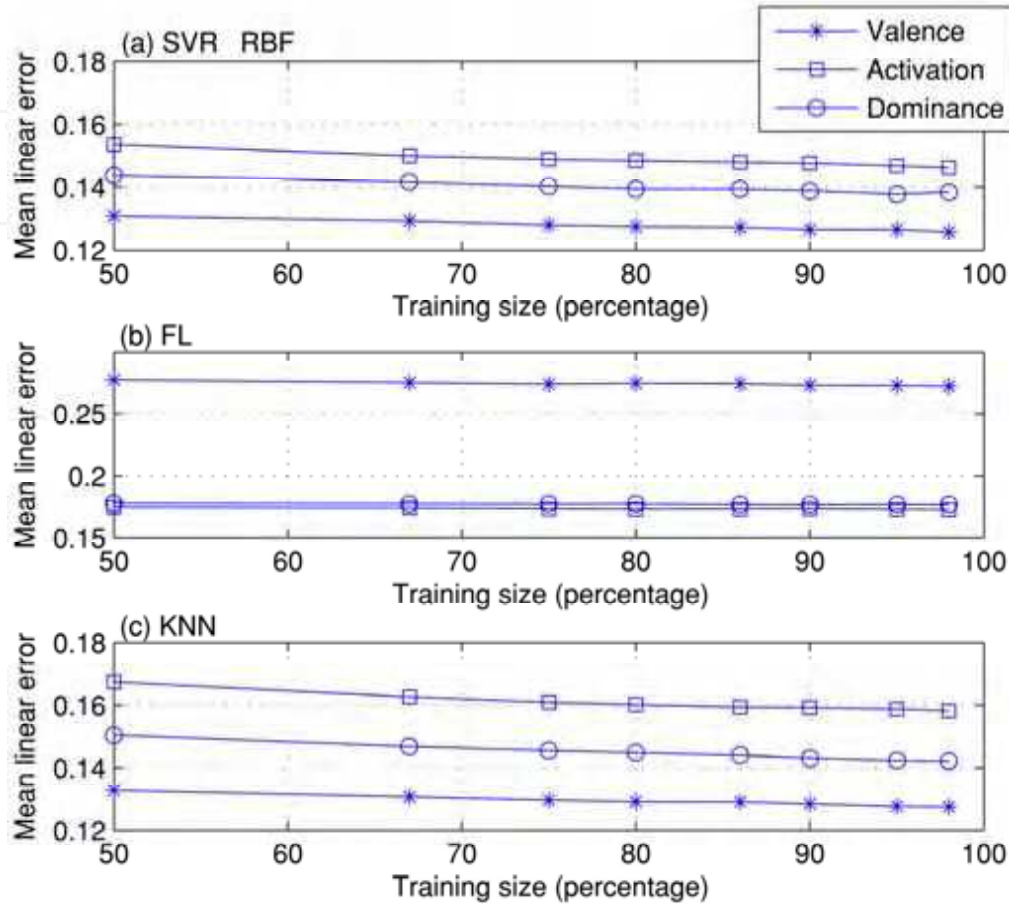 (a) SVR RBF
Valence
Activation
Dominance
Mean linear error
0.18
0.16
0.14
0.12
50 60 70 80 90 100
Training size (percentage)
(b) FL
Mean linear error
0.25
0.2
0.15
50 60 70 80 90 100
Training size (percentage)
(c) KNN
Mean linear error
0.18
0.16
0.14
0.12
50 60 70 80 90 100
Training size (percentage)